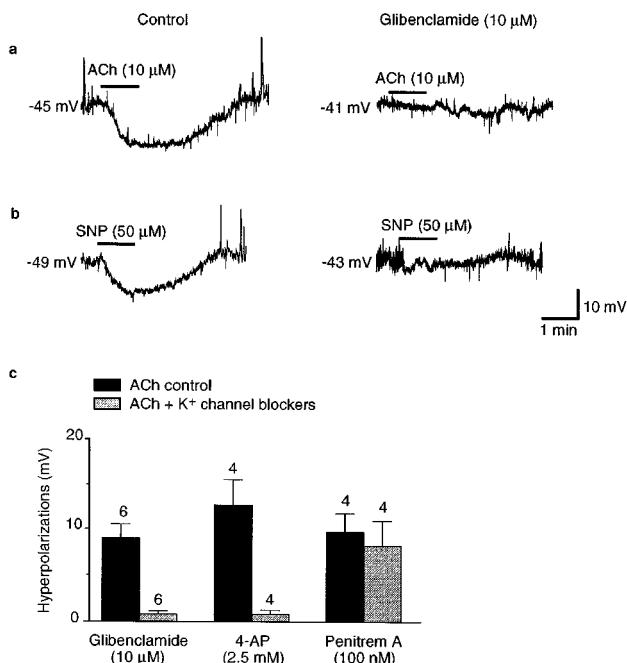 Control
Glibenclamide (10 µM)
a
ACh (10 µM)
-45 mV
ACh (10 µM)
-41 mV
b
SNP (50 µM)
-49 mV
SNP (50 µM)
-43 mV
10 mV
1 min
c
ACh control
ACh + K+ channel blockers
Hyperpolarizations (mV)
20
10
0
6
6
4
4
4
4
Glibenclamide
(10 µM)
4-AP
(2.5 mM)
Penitrem A
(100 nM)